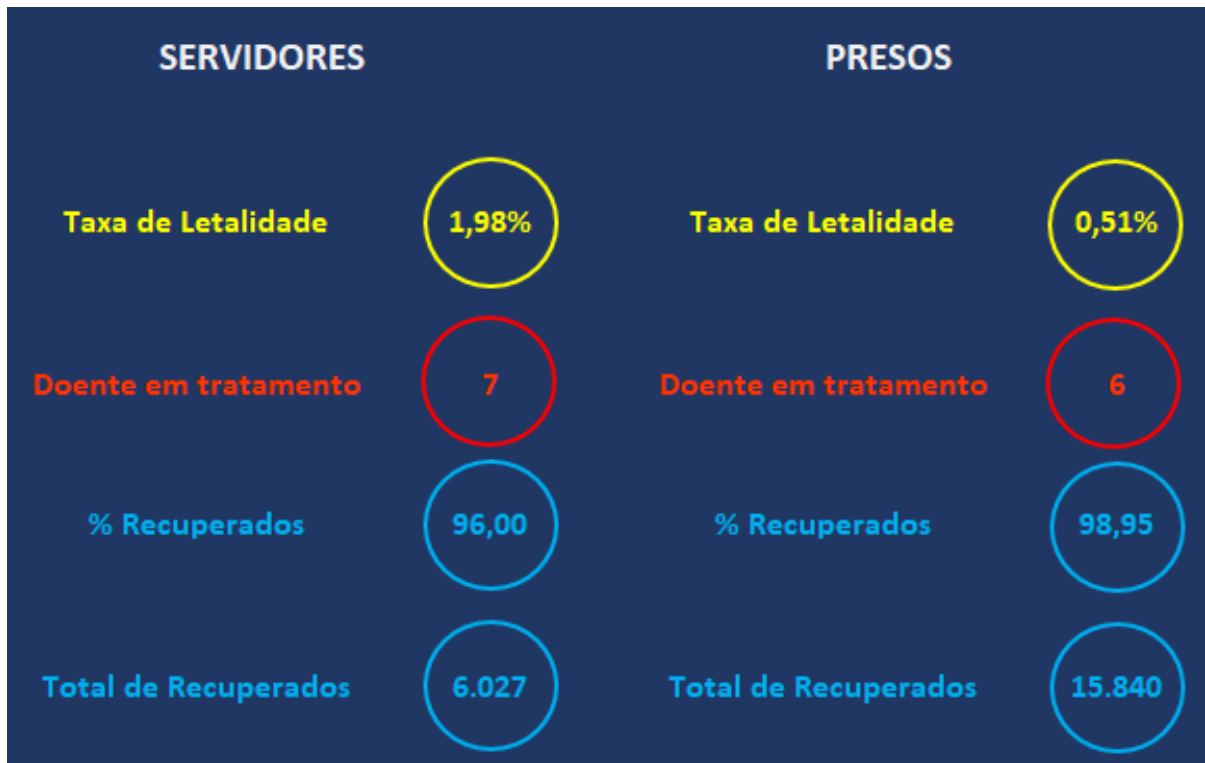 SERVIDORES
PRESOS
Taxa de Letalidade
1,98%
Taxa de Letalidade
0,51%
Doente em tratamento
7
Doente em tratamento
6
% Recuperados
96,00
% Recuperados
98,95
Total de Recuperados
6.027
Total de Recuperados
15.840